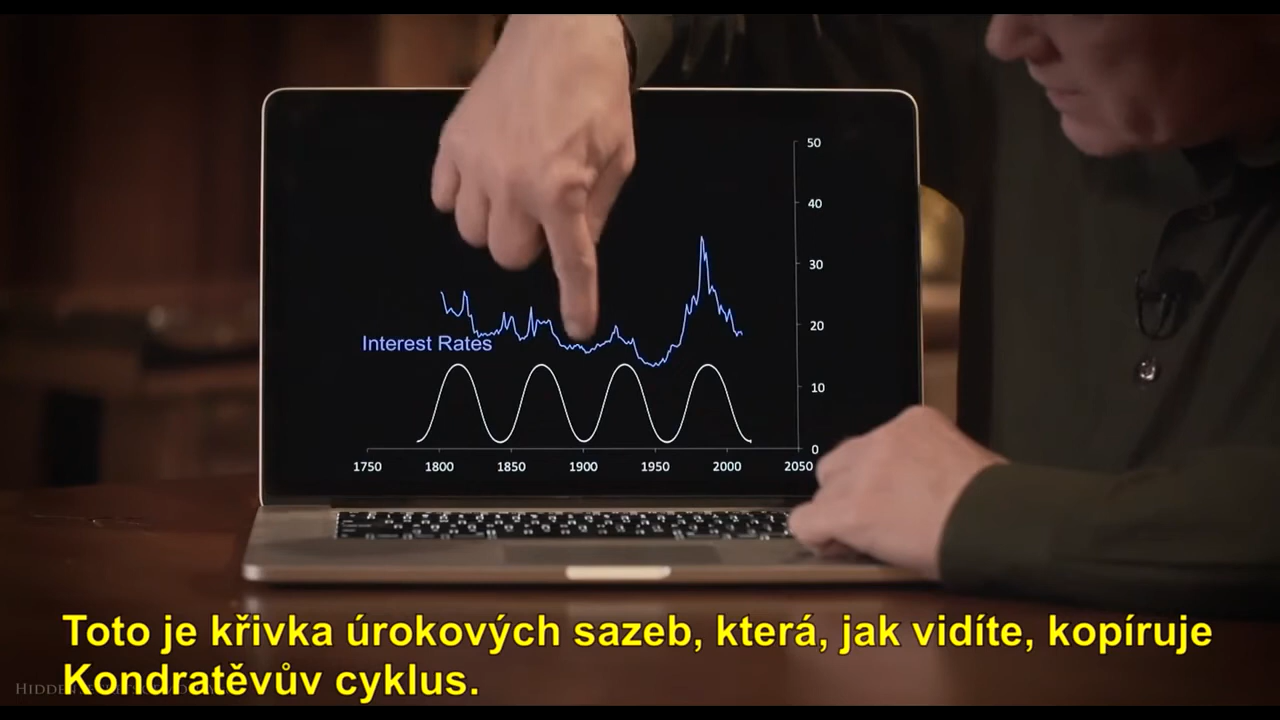 50
40
30
20
Interest Rates
10
0
1750 1800 1850 1900 1950 2000 2050
Toto je křivka úrokových sazeb, která, jak vidíte, kopíruje
Kondratěvův cyklus.